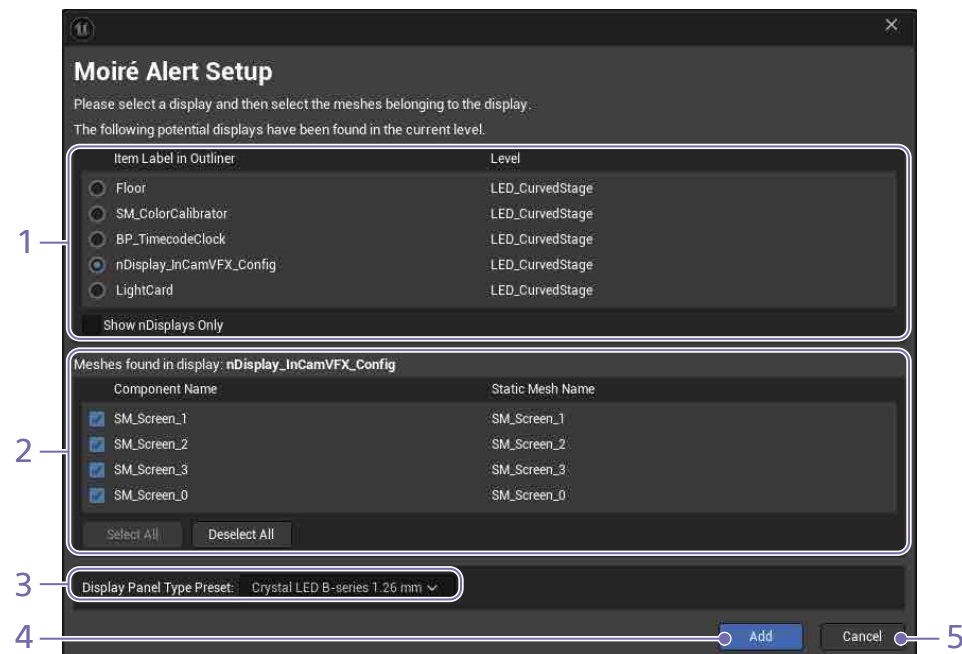 Moiré Alert Setup
Please select a display and then select the meshes belonging to the display.
The following potential displays have been found in the current level.
Item Label in Outliner Level
Floor LED_CurvedStage
SM_ColorCalibrator LED_CurvedStage
1 BP_TimecodeClock LED_CurvedStage
nDisplay_InCamVFX_Config LED_CurvedStage
LightCard LED_CurvedStage
Show nDisplays Only
Meshes found in display: nDisplay_InCamVFX_Config
Component Name Static Mesh Name
SM_Screen_1 SM_Screen_1
2 SM_Screen_2 SM_Screen_2
SM_Screen_3 SM_Screen_3
SM_Screen_0 SM_Screen_0
Select All Deselect All
3 Display Panel Type Preset: Crystal LED B-series 1.26 mm
4 Add Cancel 5